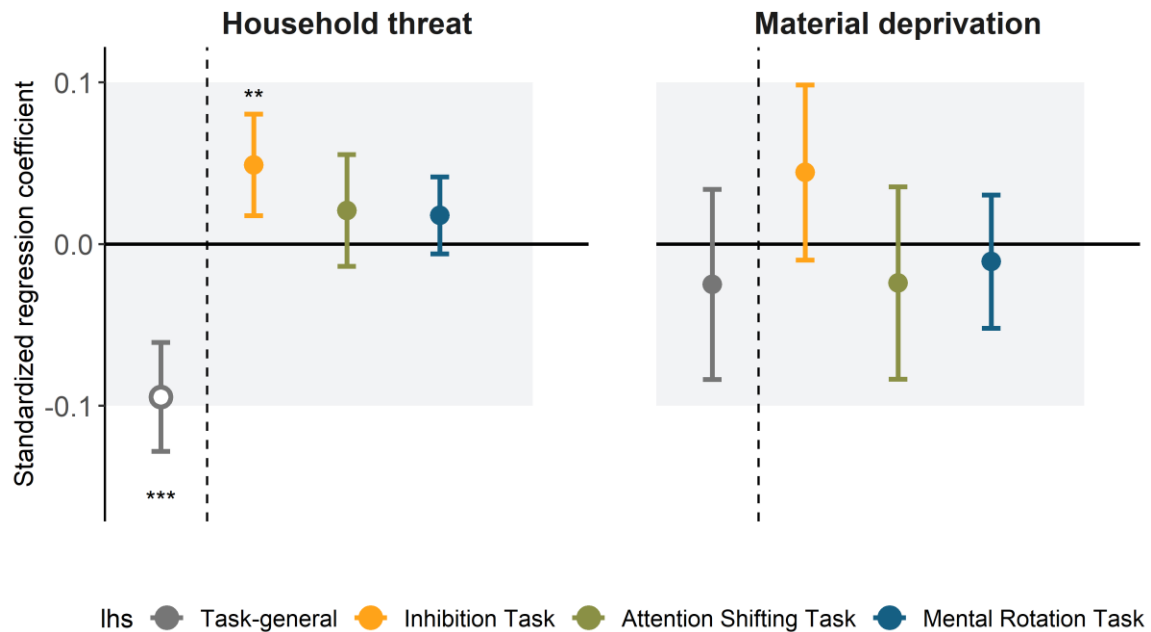 Household threat
Material deprivation
Standardized regression coefficient
0.1
0.0
-0.1
**
***
lhs Task-general Inhibition Task Attention Shifting Task Mental Rotation Task